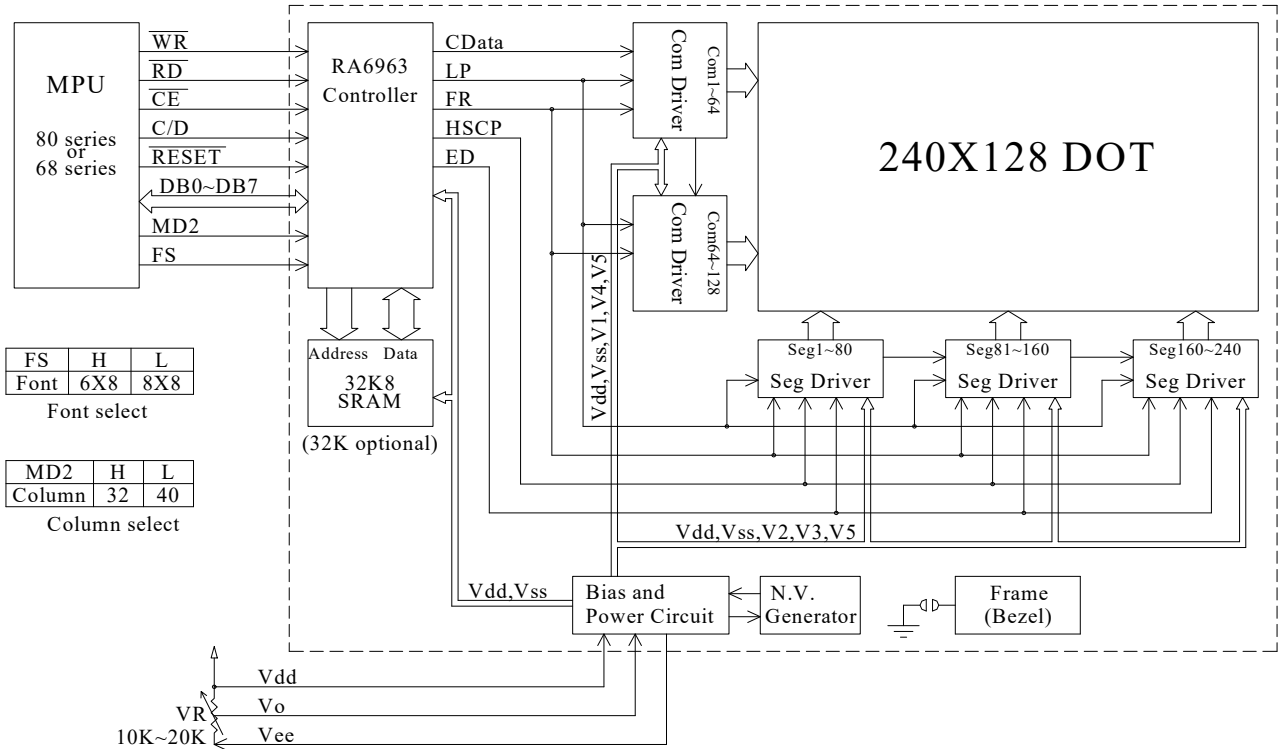 MPU
80 series
or
68 series
WR
RD
CE
C/D
RESET
DB0~DB7
MD2
FS
RA6963
Controller
CData
LP
FR
HSCP
ED
Com Driver
Com1~64
Com Driver
Com64~128
240X128 DOT
Address Data
32K8
SRAM
(32K optional)
Vdd,Vss,V1,V4,V5
Seg1~80
Seg Driver
Seg81~160
Seg Driver
Seg160~240
Seg Driver
FS H L
Font 6X8 8X8
Font select
MD2 H L
Column 32 40
Column select
Vdd,Vss,V2,V3,V5
Vdd,Vss
Bias and
Power Circuit
N.V.
Generator
Frame
(Bezel)
Vdd
VR
Vo
10K~20K
Vee